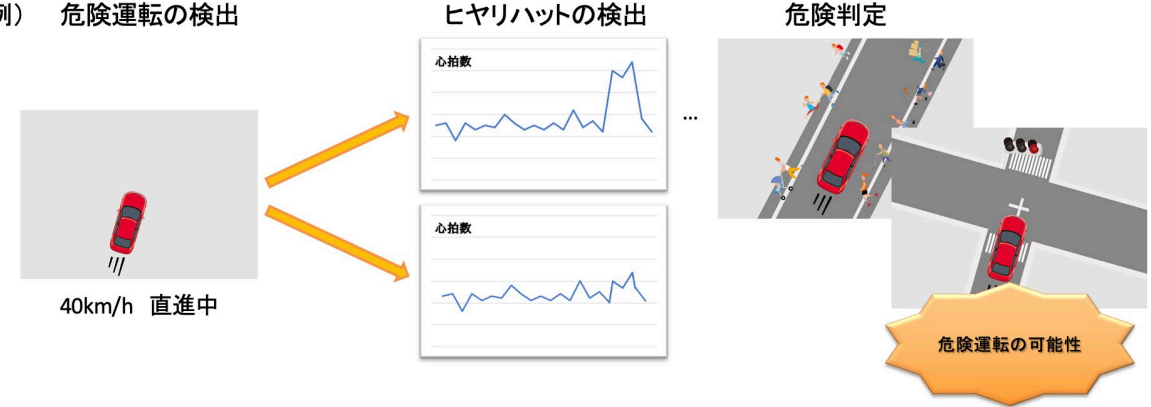 例） 危険運転の検出
ヒヤリハットの検出
危険判定
心拍数
...
心拍数
40km/h 直進中
危険運転の可能性